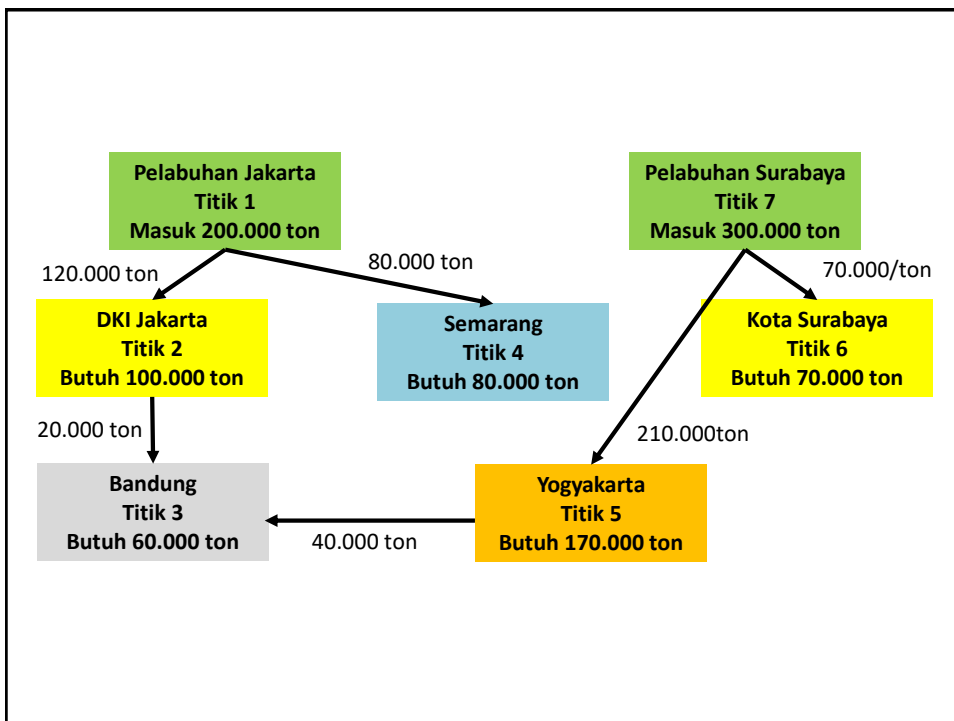 Pelabuhan Jakarta
Titik 1
Masuk 200.000 ton
Pelabuhan Surabaya
Titik 7
Masuk 300.000 ton
120.000 ton
80.000 ton
70.000/ton
DKI Jakarta
Titik 2
Butuh 100.000 ton
Semarang
Titik 4
Butuh 80.000 ton
Kota Surabaya
Titik 6
Butuh 70.000 ton
20.000 ton
210.000ton
Bandung
Titik 3
Butuh 60.000 ton
40.000 ton
Yogyakarta
Titik 5
Butuh 170.000 ton